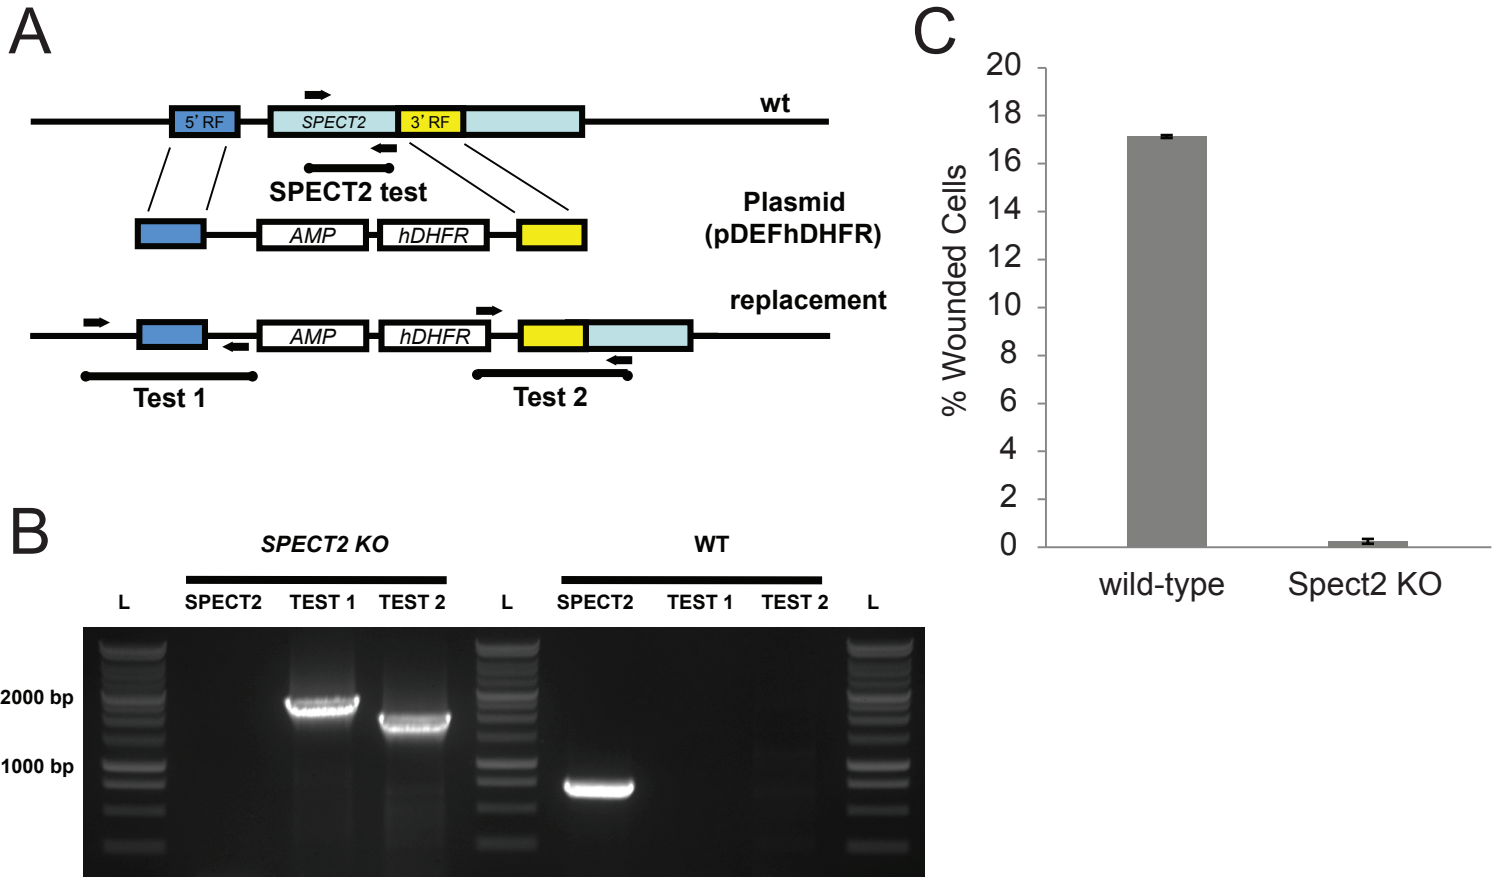 A
5' RF
SPECT2
3' RF
wt
SPECT2 test
Plasmid
(pDEFhDHFR)
AMP
hDHFR
replacement
AMP
hDHFR
Test 1
Test 2
B
SPECT2 KO
WT
L
SPECT2
TEST 1
TEST 2
L
SPECT2
TEST 1
TEST 2
L
2000 bp
1000 bp
C
% Wounded Cells
20
18
16
14
12
10
8
6
4
2
0
wild-type
Spect2 KO